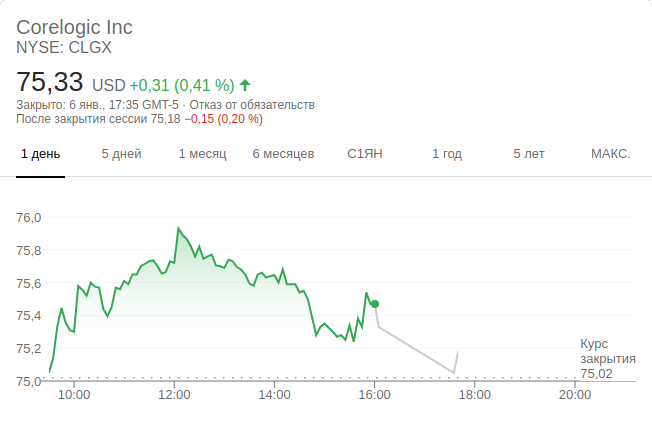 Corelogic Inc
NYSE: CLGX
75,33 USD +0,31 (0,41 %)
Закрыто: 6 янв., 17:35 GMT-5 · Отказ от обязательств
После закрытия сессии 75,18 −0,15 (0,20 %)
1 день 5 дней 1 месяц 6 месяцев С1ЯН 1 год 5 лет МАКС.
76,0
75,8
75,6
75,4
75,2
75,0
Курс
закрытия
75,02
10:00 12:00 14:00 16:00 18:00 20:00